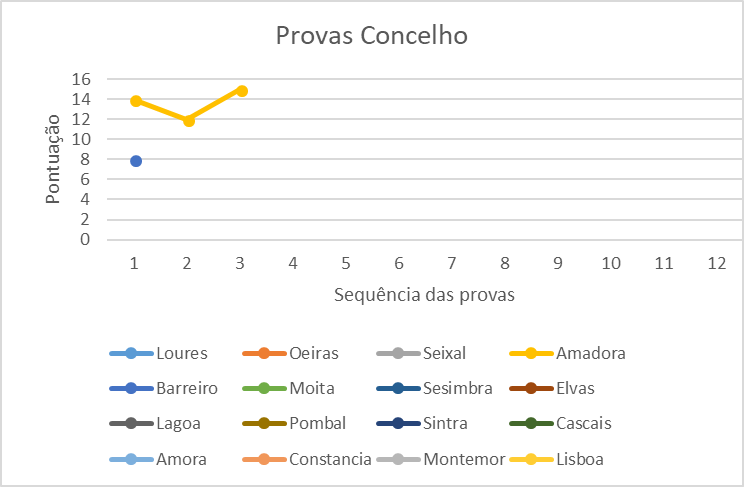 Provas Concelho
16
14
12
10
8
6
4
2
0
Pontuação
1 2 3 4 5 6 7 8 9 10 11 12
Sequência das provas
Loures Oeiras Seixal Amadora
Barreiro Moita Sesimbra Elvas
Lagoa Pombal Sintra Cascais
Amora Constancia Montemor Lisboa